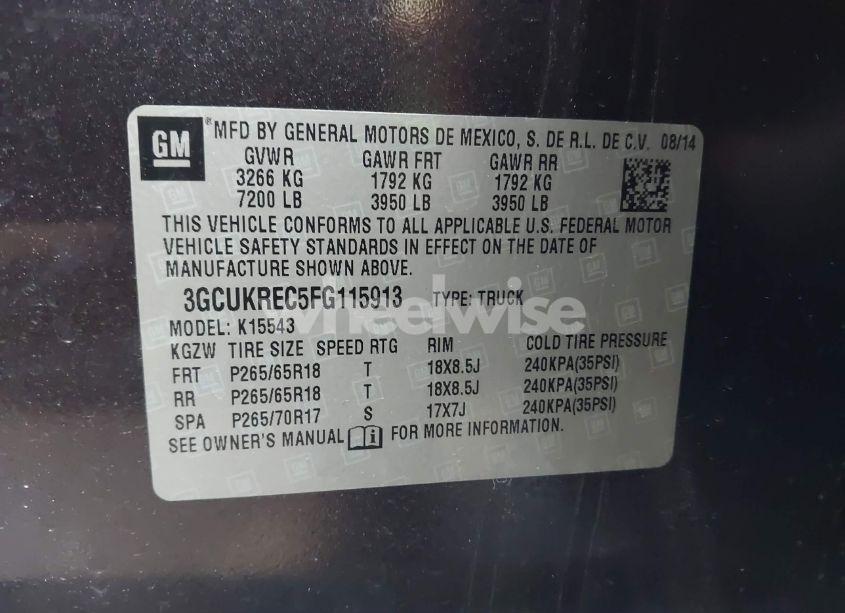 GM
®MFD BY GENERAL MOTORS DE MEXICO, S. DE R.L. DE C.V. 08/14
GVWR GAWR FRT GAWR RR
3266 KG 1792 KG 1792 KG
7200 LB 3950 LB 3950 LB
THIS VEHICLE CONFORMS TO ALL APPLICABLE U.S. FEDERAL MOTOR
VEHICLE SAFETY STANDARDS IN EFFECT ON THE DATE OF
MANUFACTURE SHOWN ABOVE.
3GCUKREC5FG115913 TYPE: TRUCK
wheelwise
MODEL: K15543
KGZW TIRE SIZE SPEED RTG RIM COLD TIRE PRESSURE
FRT P265/65R18 T 18X8.5J 240KPA(35PSI)
RR P265/65R18 T 18X8.5J 240KPA(35PSI)
SPA P265/70R17 S 17X7J 240KPA(35PSI)
SEE OWNER'S MANUAL FOR MORE INFORMATION.